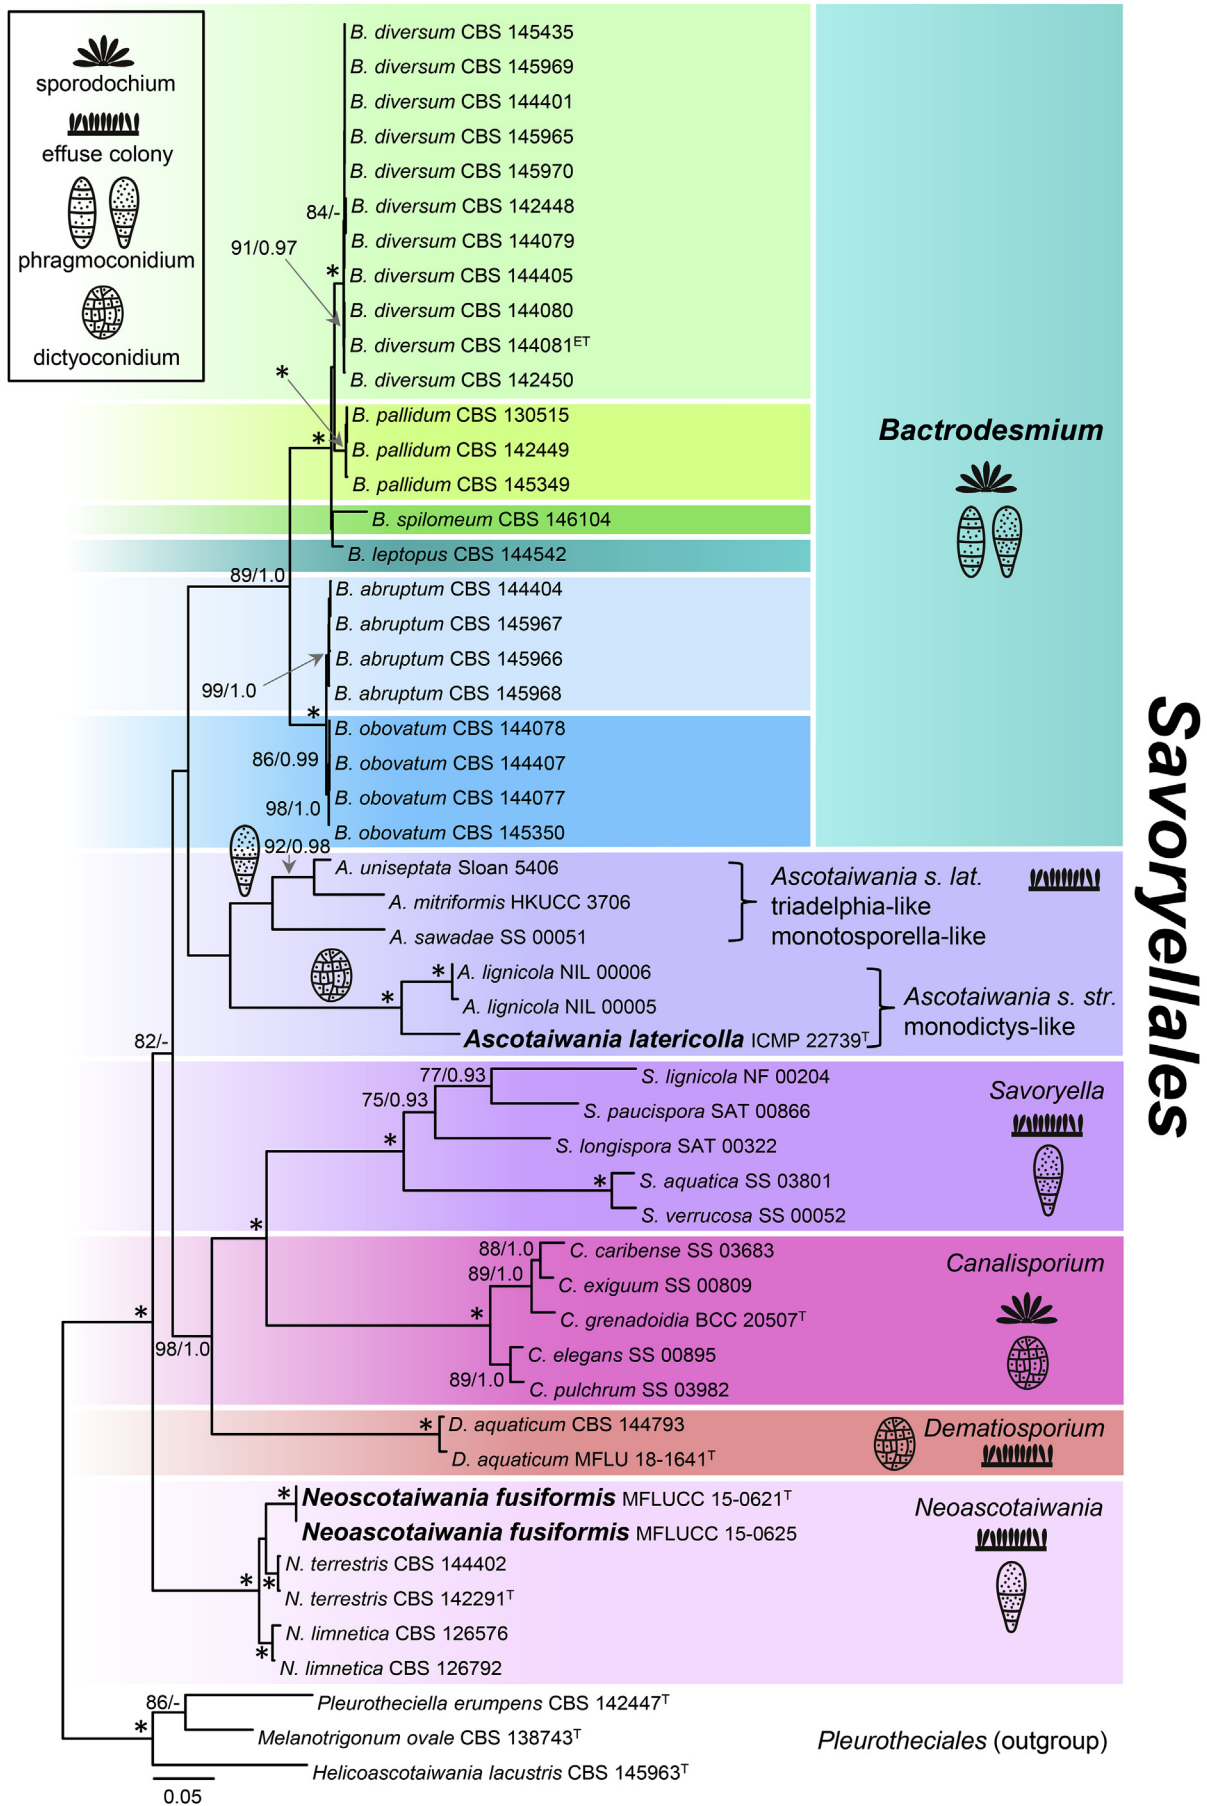 sporodochium
effuse colony
phragmoconidium
dictyoconidium
B. diversum CBS 145435
B. diversum CBS 145969
B. diversum CBS 144401
B. diversum CBS 145965
B. diversum CBS 145970
84/-
B. diversum CBS 142448
91/0.97
B. diversum CBS 144079
*
B. diversum CBS 144405
B. diversum CBS 144080
B. diversum CBS 144081ET
*
B. diversum CBS 142450
B. pallidum CBS 130515
*
B. pallidum CBS 142449
B. pallidum CBS 145349
B. spilomeum CBS 146104
B. leptopus CBS 144542
Bactrodesmium
89/1.0
B. abruptum CBS 144404
B. abruptum CBS 145967
B. abruptum CBS 145966
99/1.0
B. abruptum CBS 145968
*
B. obovatum CBS 144078
86/0.99
B. obovatum CBS 144407
98/1.0
B. obovatum CBS 144077
B. obovatum CBS 145350
92/0.98
A. uniseptata Sloan 5406
A. mitriformis HKUCC 3706
A. sawadae SS 00051
Ascotaiwania s. lat.
triadelphia-like
monotosporella-like
*
A. lignicola NIL 00006
*
A. lignicola NIL 00005
Ascotaiwania latericolla ICMP 22739T
Ascotaiwania s. str.
monodictys-like
82/-
77/0.93
S. lignicola NF 00204
75/0.93
S. paucispora SAT 00866
*
S. longispora SAT 00322
*
S. aquatica SS 03801
S. verrucosa SS 00052
Savoryella
*
88/1.0
C. caribense SS 03683
89/1.0
C. exiguum SS 00809
*
C. grenadoidia BCC 20507T
C. elegans SS 00895
89/1.0
C. pulchrum SS 03982
Canalisporium
*
98/1.0
*
D. aquaticum CBS 144793
D. aquaticum MFLU 18-1641T
Dematiosporium
*
Neoscotaiwania fusiformis MFLUCC 15-0621T
Neoascotaiwania fusiformis MFLUCC 15-0625
N. terrestris CBS 144402
*
*
N. terrestris CBS 142291T
N. limnetica CBS 126576
*
N. limnetica CBS 126792
Neoascotaiwania
86/-
Pleurotheciella erumpens CBS 142447T
*
Melanotrigonum ovale CBS 138743T
Helicoascotaiwania lacustris CBS 145963T
Pleurotheciales (outgroup)
0.05
Savoryellales